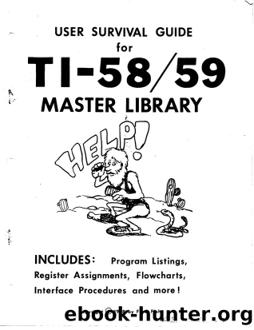 USER SURVIVAL GUIDE
for
TI-58/59
MASTER LIBRARY
HELP!
INCLUDES: Program Listings,
Register Assignments, Flowcharts,
Interface Procedures and more!
ebook-hunter.org